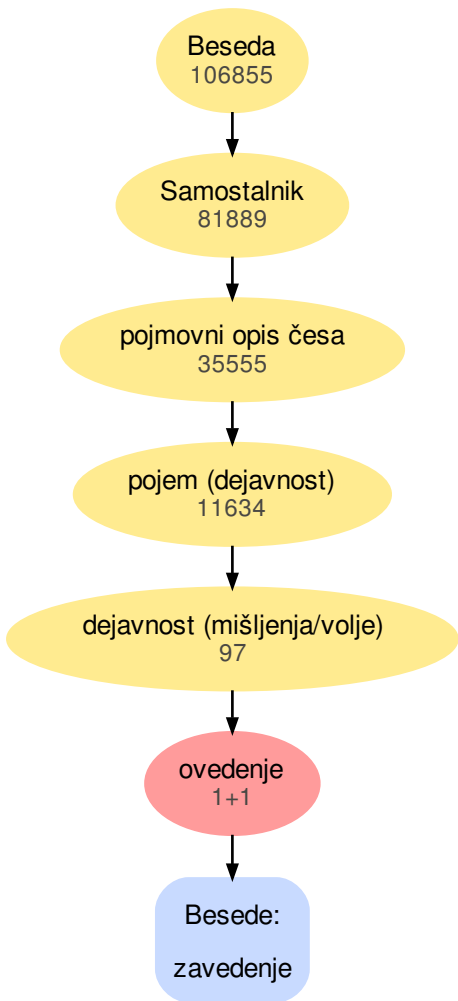 Beseda
106855
Samostalnik
81889
pojmovni opis česa
35555
pojem (dejavnost)
11634
dejavnost (mišljenja/volje)
97
ovedenje
1+1
Besede:
zavedenje